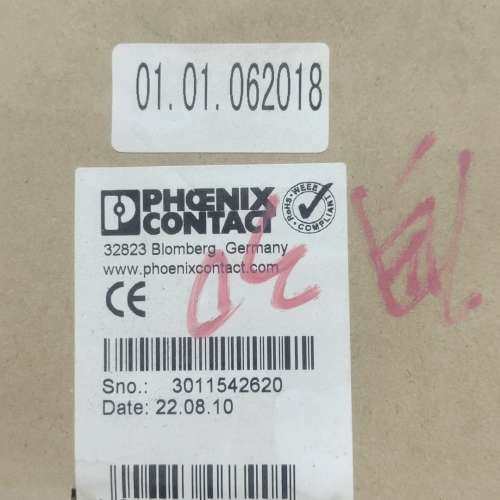 01.01.062018
PHOENIX
CONTACT
RoHS - WEEE
COMPLIANT
32823 Blomberg, Germany
www.phoenixcontact.com
CE
Sno.: 3011542620
Date: 22.08.10